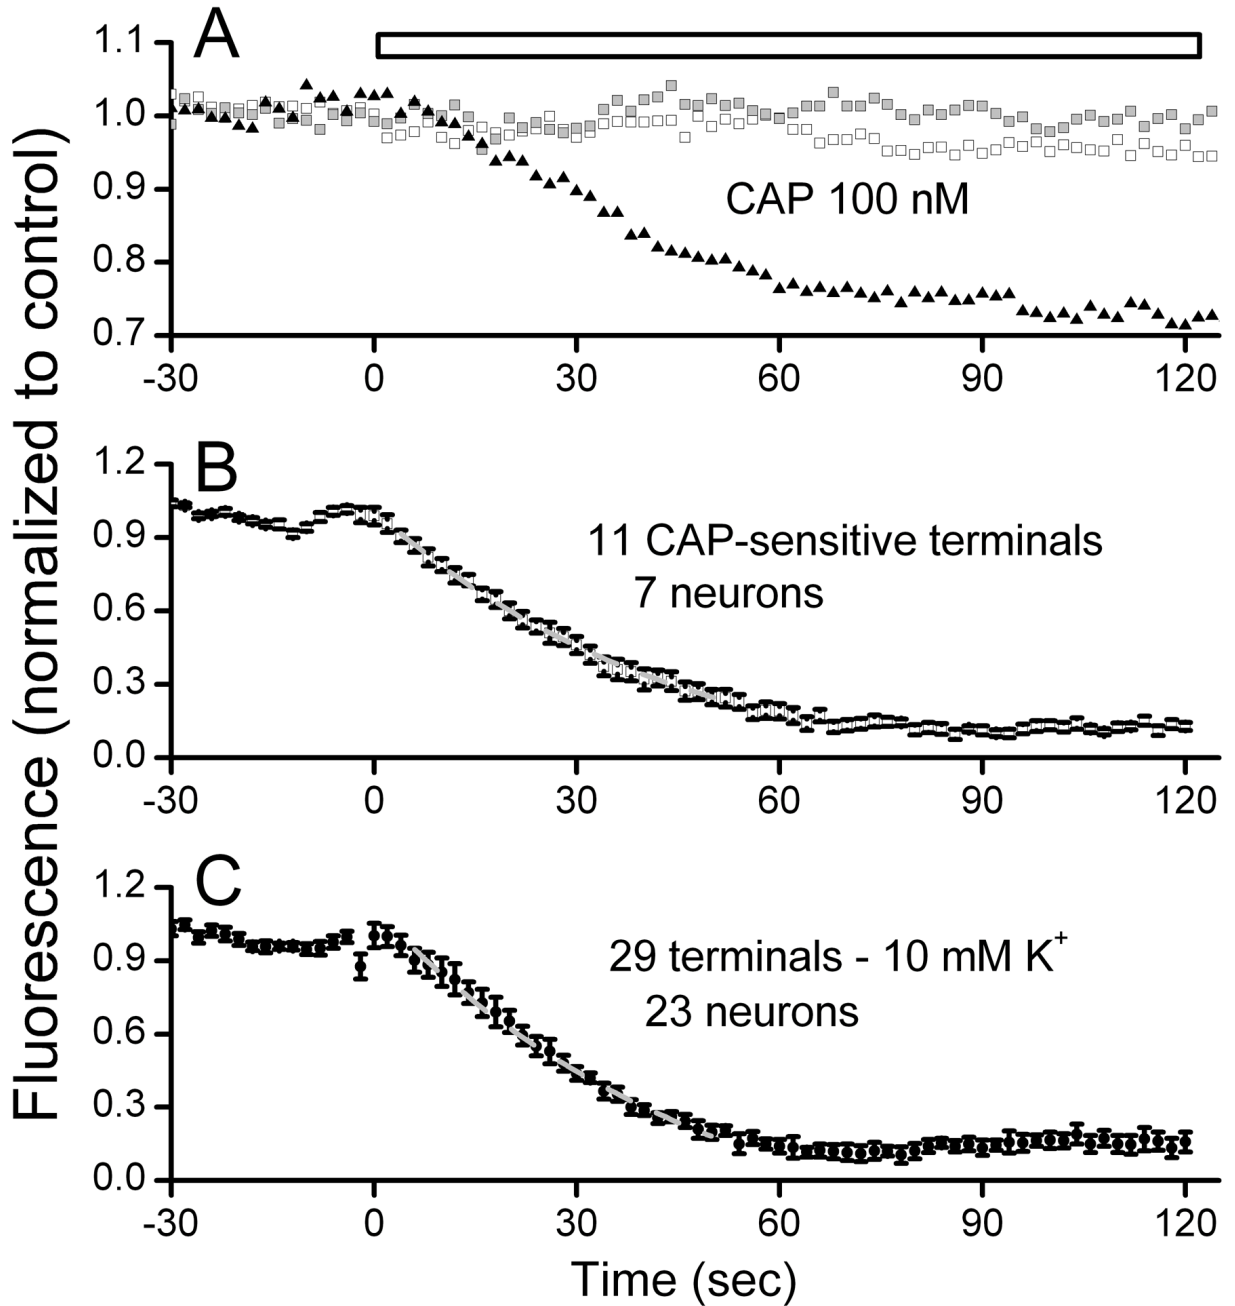 A
1.1
1.0
0.9
0.8
0.7
CAP 100 nM
-30 0 30 60 90 120
B
1.2
0.9
0.6
0.3
0.0
11 CAP-sensitive terminals
7 neurons
-30 0 30 60 90 120
C
1.2
0.9
0.6
0.3
0.0
29 terminals - 10 mM K⁺
23 neurons
-30 0 30 60 90 120
Time (sec)
Fluorescence (normalized to control)